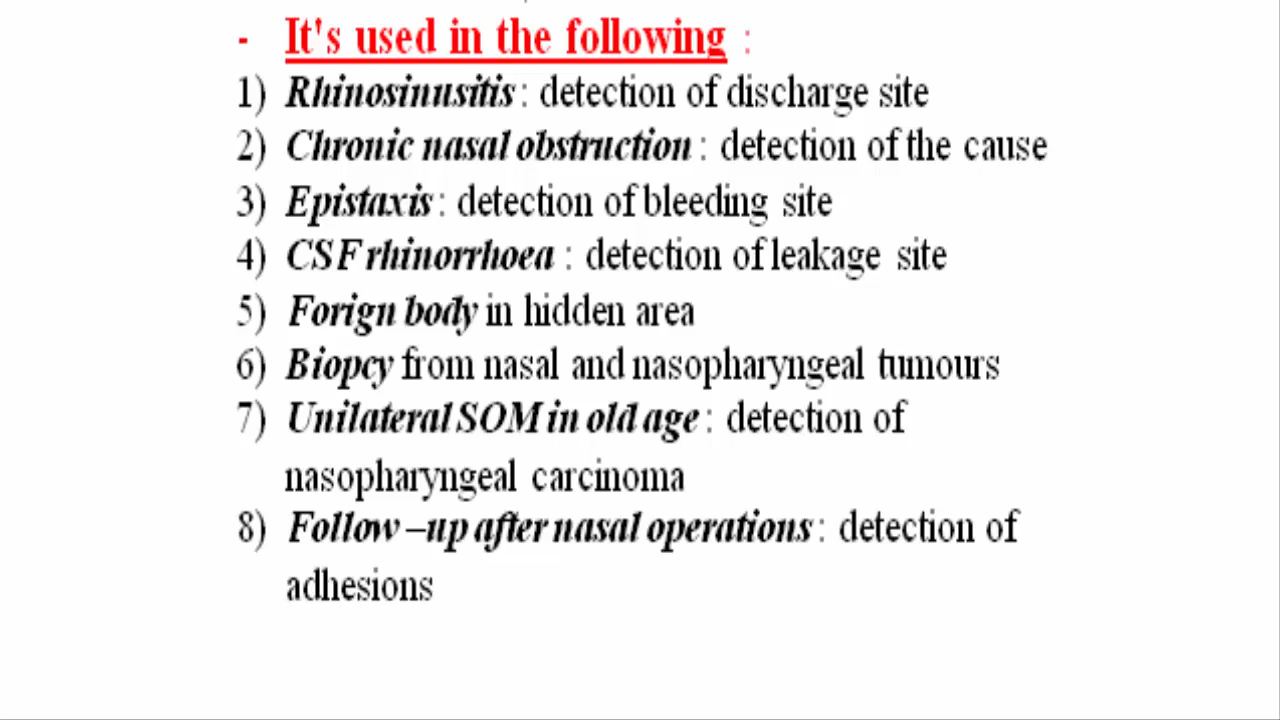 - It's used in the following :
1) Rhinosinusitis : detection of discharge site
2) Chronic nasal obstruction : detection of the cause
3) Epistaxis : detection of bleeding site
4) CSF rhinorrhoea : detection of leakage site
5) Forign body in hidden area
6) Biopcy from nasal and nasopharyngeal tumours
7) Unilateral SOM in old age : detection of
nasopharyngeal carcinoma
8) Follow –up after nasal operations : detection of
adhesions